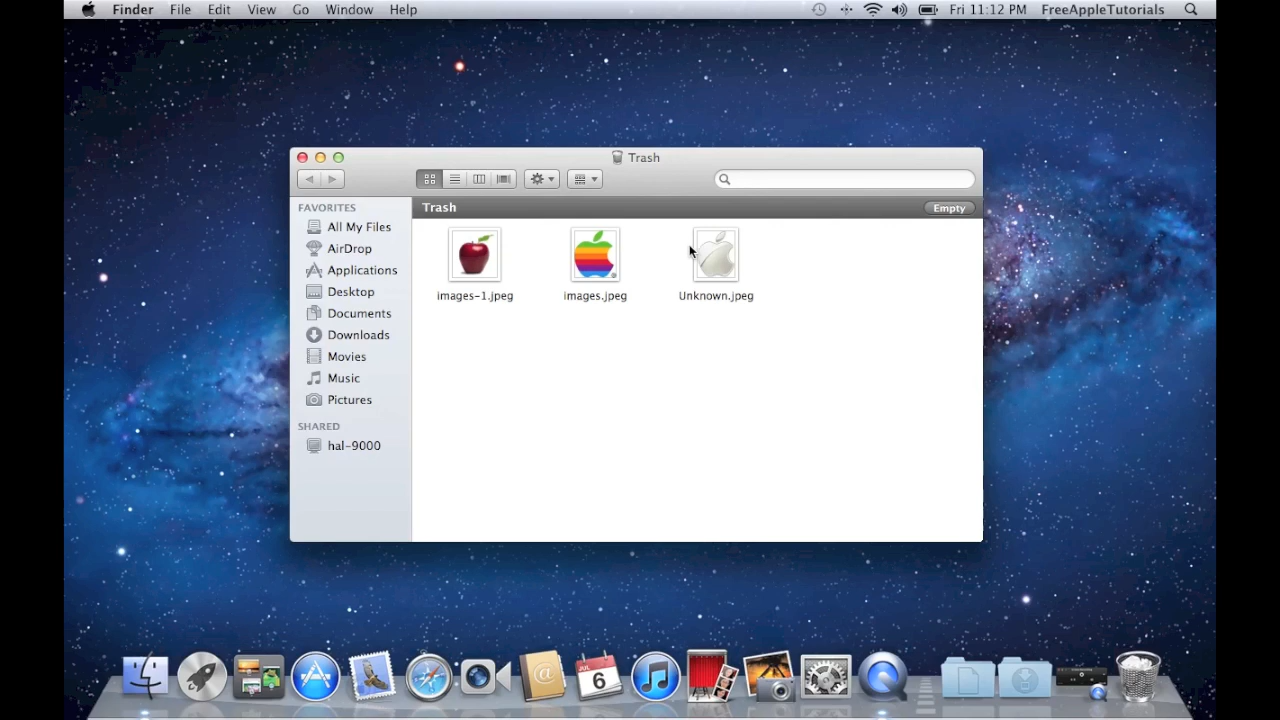 Finder File Edit View Go Window Help Fri 11:12 PM FreeAppleTutorials
Trash
FAVORITES
All My Files
AirDrop
Applications
Desktop
Documents
Downloads
Movies
Music
Pictures
SHARED
hal-9000
Trash Empty
images-1.jpeg images.jpeg Unknown.jpeg
JUL
6